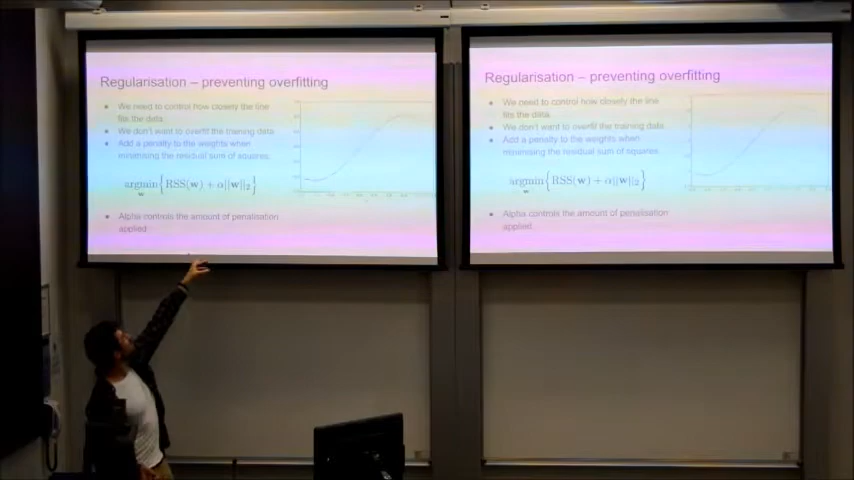 Regularisation – preventing overfitting
We need to control how closely the line
fits the data.
We don't want to overfit the training data
Add a penalty to the weights when
minimising the residual sum of squares
argmin{RSS(w) + α||w||₂}
w
Alpha controls the amount of penalisation
applied
Regularisation – preventing overfitting
We need to control how closely the line
fits the data.
We don't want to overfit the training data
Add a penalty to the weights when
minimising the residual sum of squares
argmin{RSS(w) + α||w||₂}
w
Alpha controls the amount of penalisation
applied